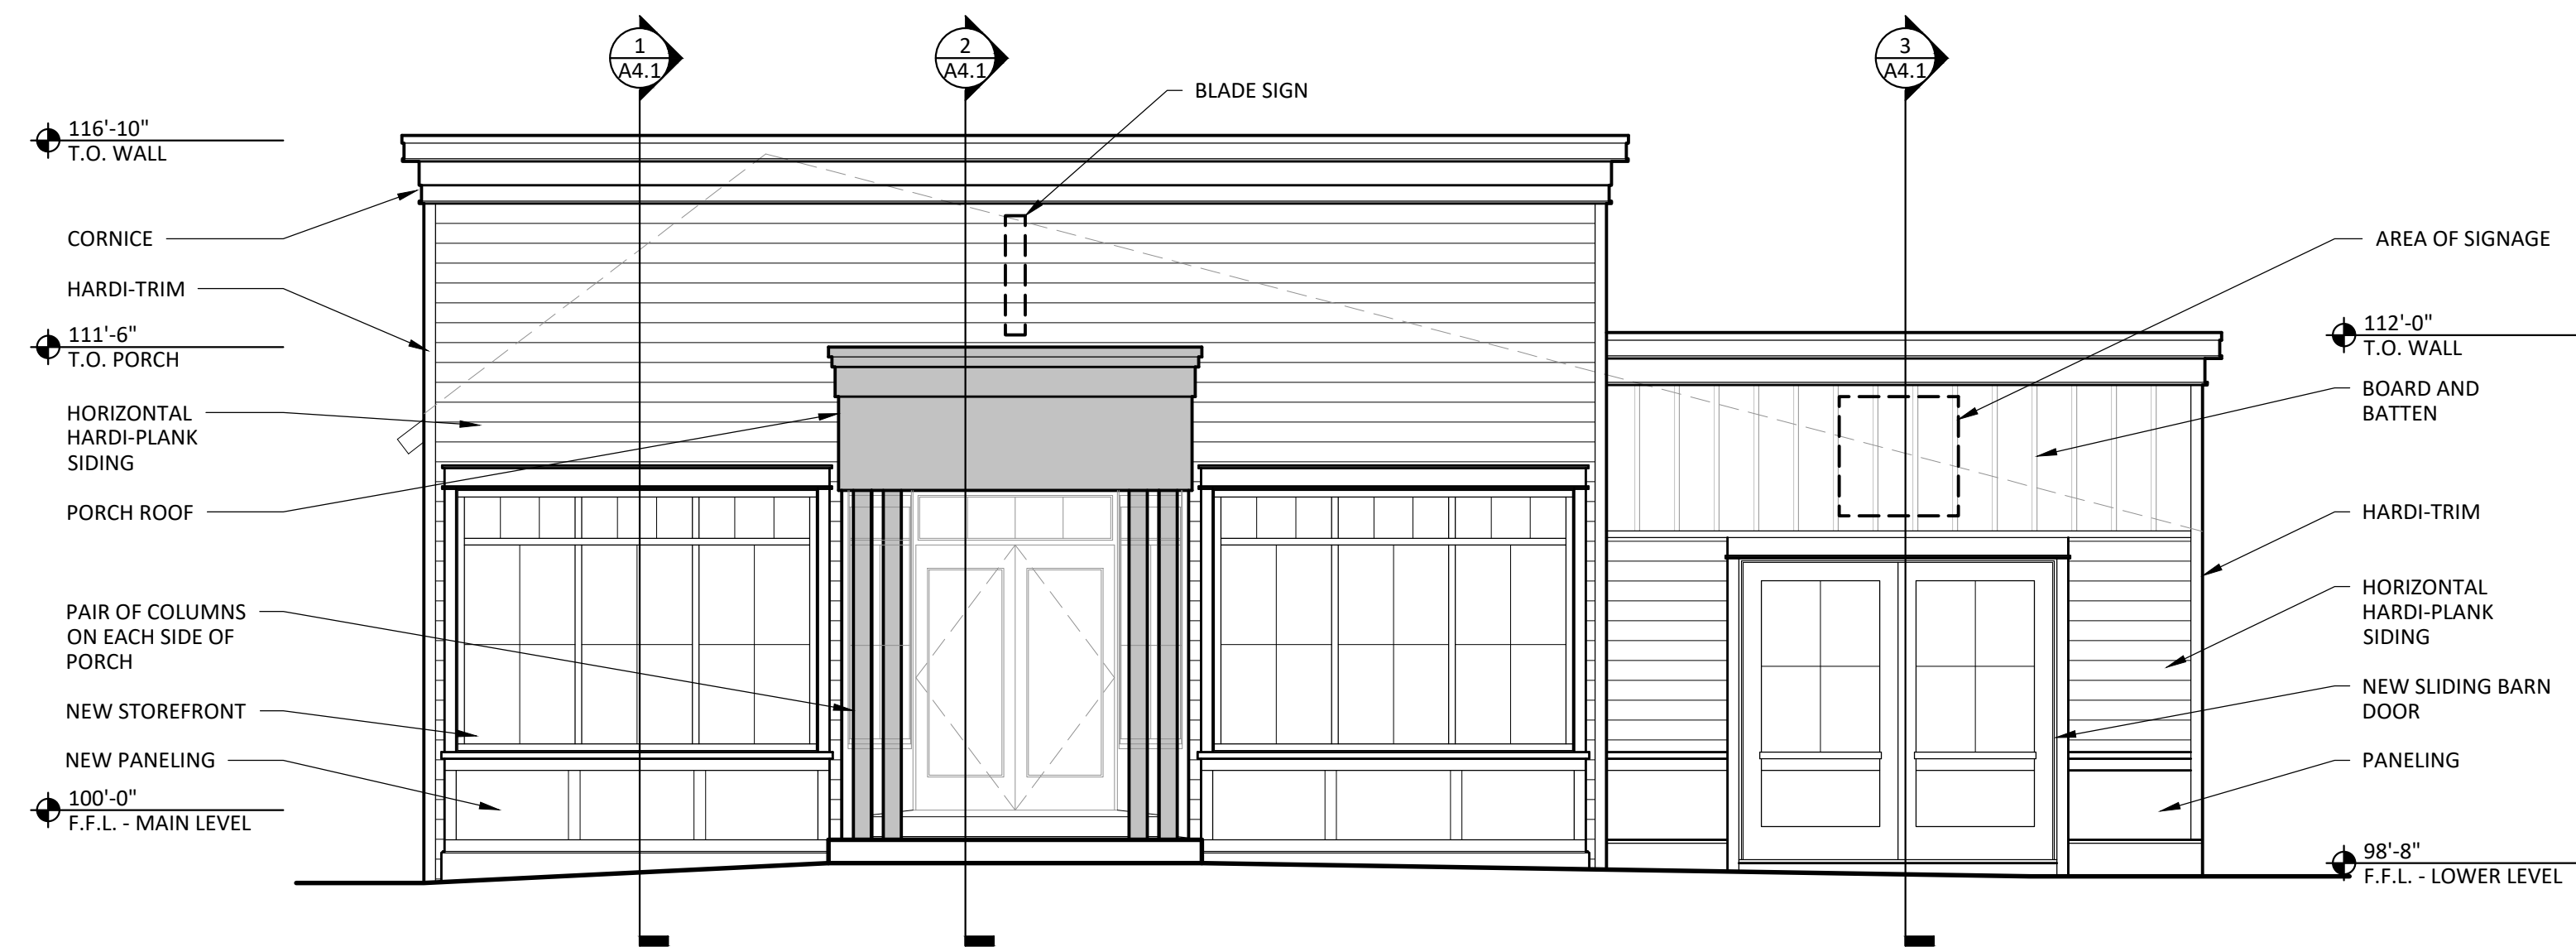 1
A4.1
2
A4.1
3
A4.1
BLADE SIGN
116'-10"
T.O. WALL
CORNICE
HARDI-TRIM
111'-6"
T.O. PORCH
HORIZONTAL
HARDI-PLANK
SIDING
PORCH ROOF
PAIR OF COLUMNS
ON EACH SIDE OF
PORCH
NEW STOREFRONT
NEW PANELING
100'-0"
F.F.L. - MAIN LEVEL
AREA OF SIGNAGE
112'-0"
T.O. WALL
BOARD AND
BATTEN
HARDI-TRIM
HORIZONTAL
HARDI-PLANK
SIDING
NEW SLIDING BARN
DOOR
PANELING
98'-8"
F.F.L. - LOWER LEVEL